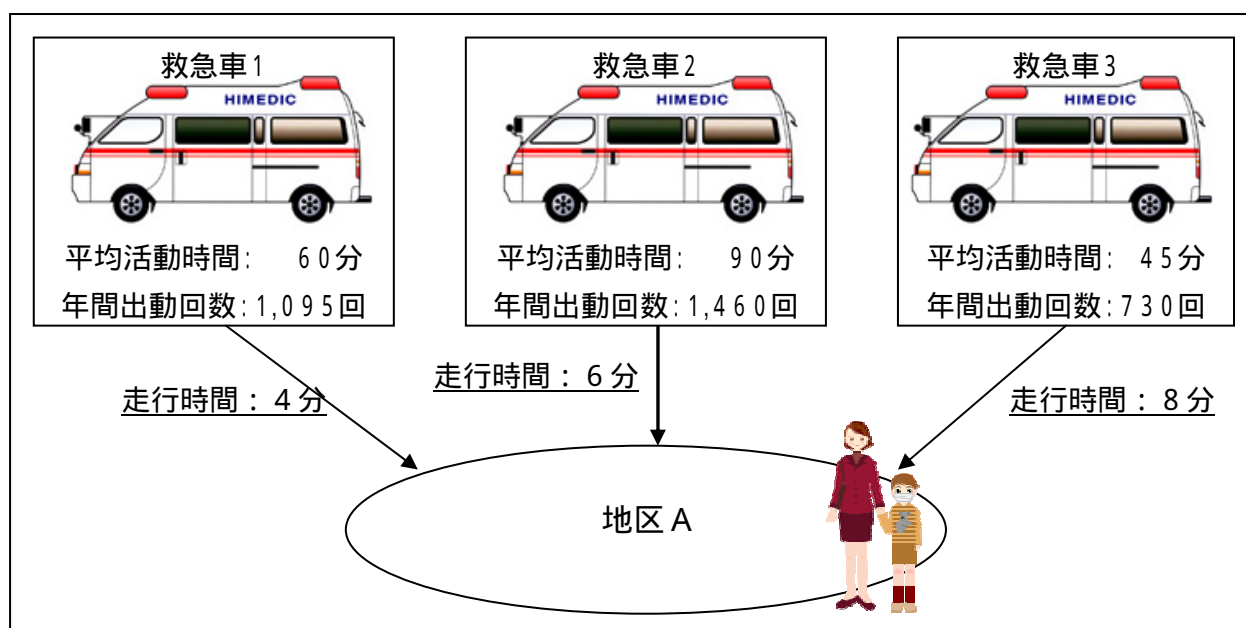 救急車1
HIMEDIC
平均活動時間: 60分
年間出動回数:1,095回
救急車2
HIMEDIC
平均活動時間: 90分
年間出動回数:1,460回
救急車3
HIMEDIC
平均活動時間: 45分
年間出動回数:730回
走行時間:4分
走行時間:6分
走行時間:8分
地区A